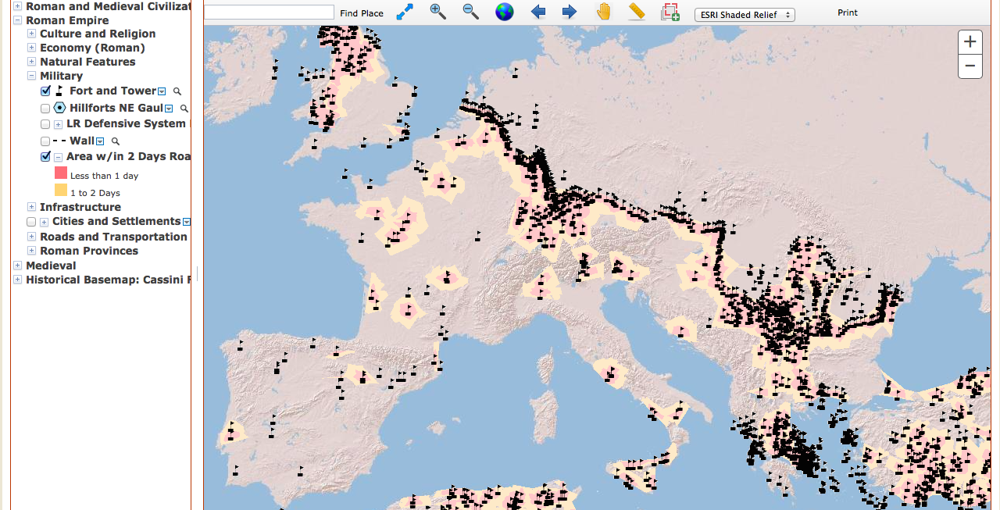 Roman and Medieval Civilizat
Roman Empire
Culture and Religion
Economy (Roman)
Natural Features
Military
Fort and Tower
Hillforts NE Gaul
LR Defensive System
Wall
Area w/in 2 Days Roa
Less than 1 day
1 to 2 Days
Infrastructure
Cities and Settlements
Roads and Transportation
Roman Provinces
Medieval
Historical Basemap: Cassini F
Find Place
ESRI Shaded Relief
Print
+
−